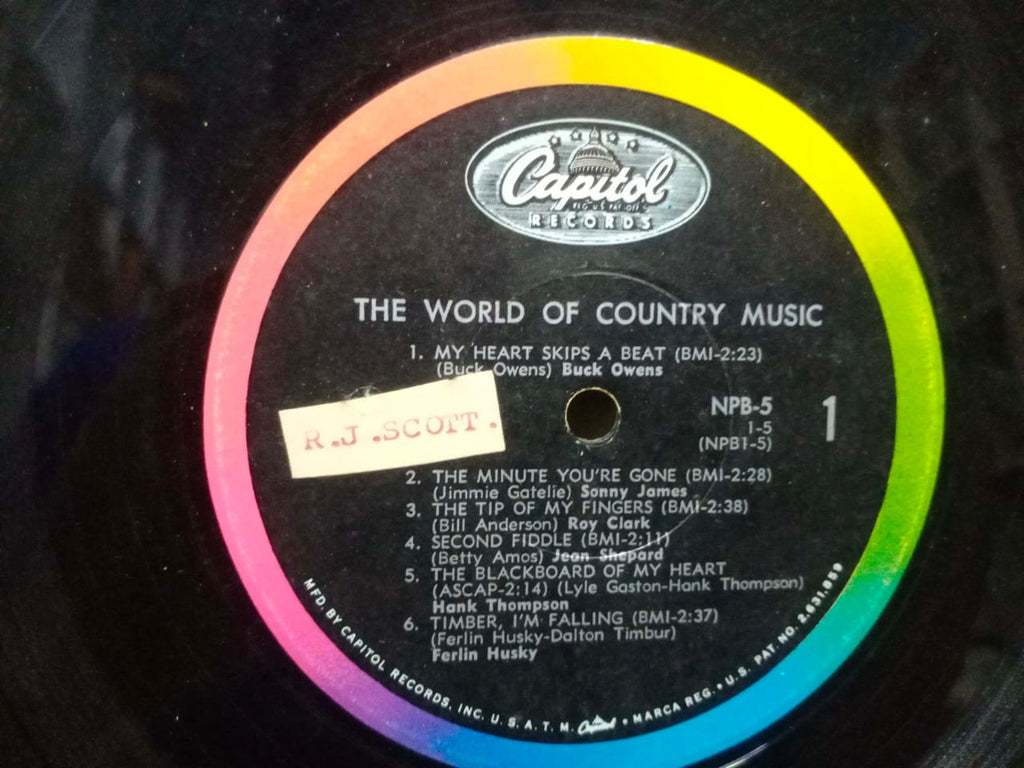 Capitol
REG. U.S. PAT. OFF.
RECORDS
THE WORLD OF COUNTRY MUSIC
1. MY HEART SKIPS A BEAT (BMI-2:23)
(Buck Owens) Buck Owens
R.J.SCOTT.
NPB-5
1-5
(NPB1-5)
1
2. THE MINUTE YOU'RE GONE (BMI-2:28)
(Jimmie Gatelie) Sonny James
3. THE TIP OF MY FINGERS (BMI-2:38)
(Bill Anderson) Roy Clark
4. SECOND FIDDLE (BMI-2:11)
(Betty Amos) Jean Shepard
5. THE BLACKBOARD OF MY HEART
(ASCAP-2:14) (Lyle Gaston-Hank Thompson)
Hank Thompson
6. TIMBER, I'M FALLING (BMI-2:37)
(Ferlin Husky-Dalton Timbur)
Ferlin Husky
MFD. BY CAPITOL RECORDS, INC. U.S.A. T.M. Capitol • MARCA REG. • U.S. PAT. NO. 2,631,859